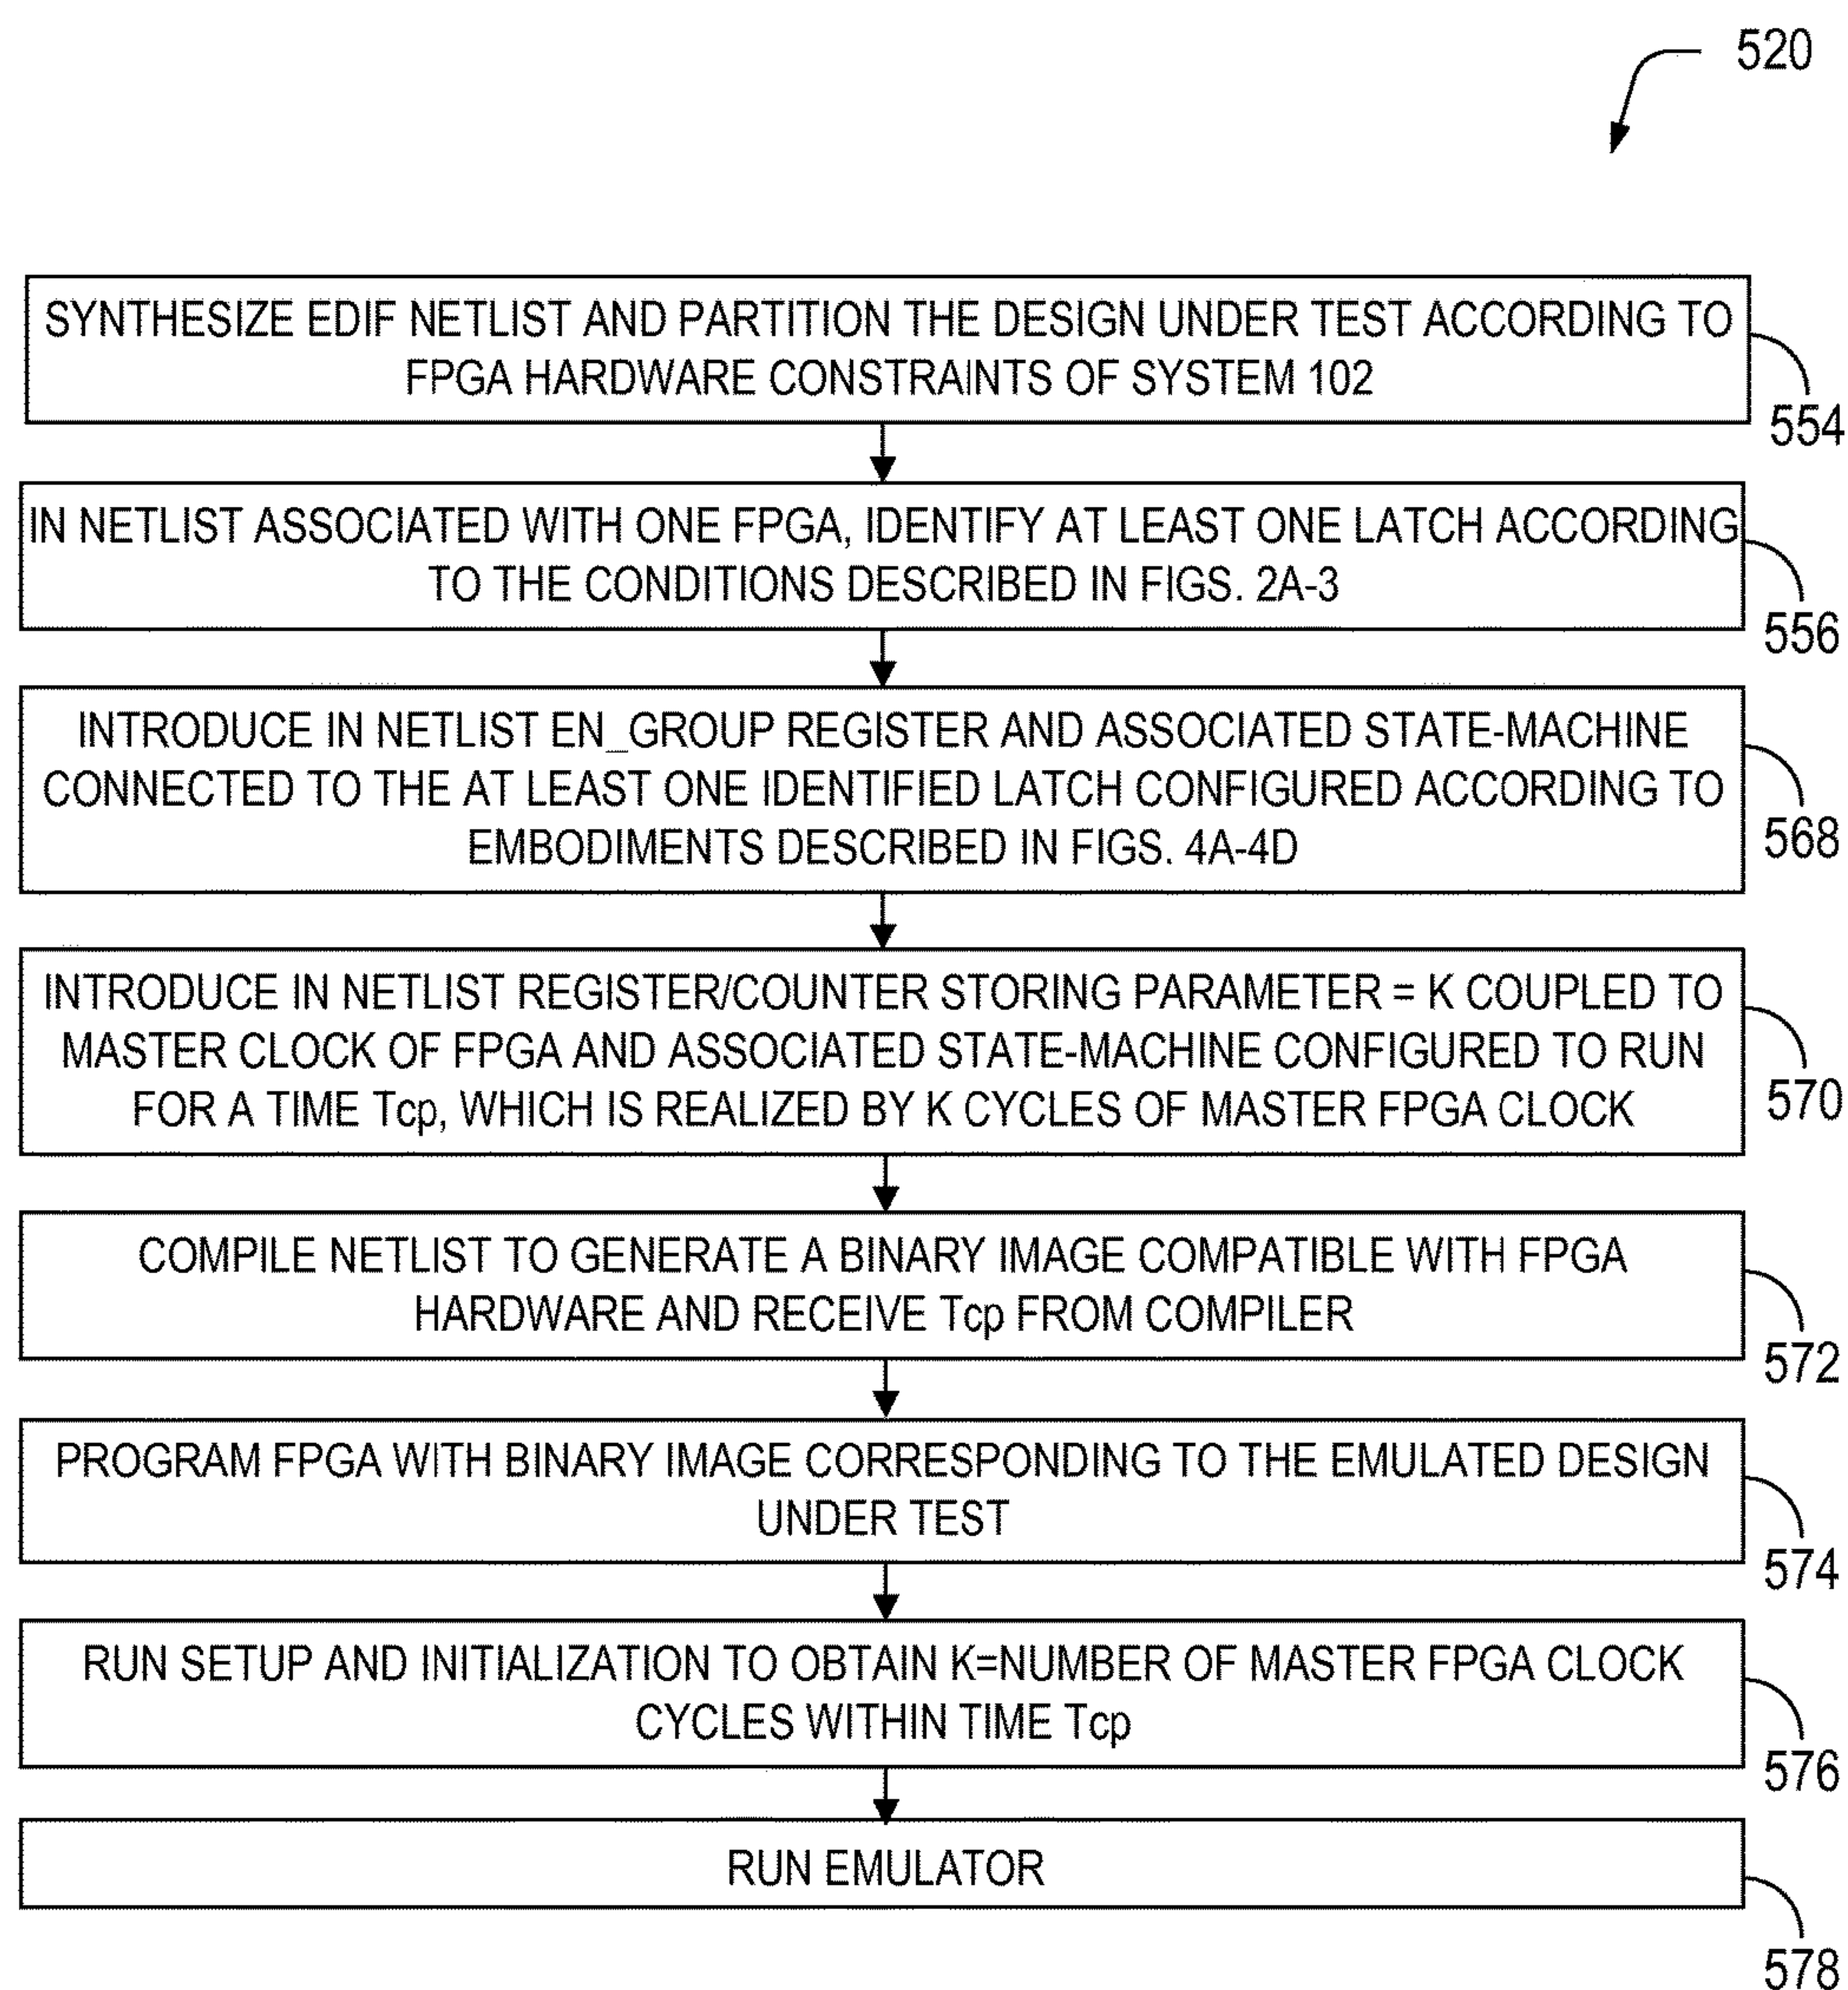 520
SYNTHESIZE EDIF NETLIST AND PARTITION THE DESIGN UNDER TEST ACCORDING TO
FPGA HARDWARE CONSTRAINTS OF SYSTEM 102
554
IN NETLIST ASSOCIATED WITH ONE FPGA, IDENTIFY AT LEAST ONE LATCH ACCORDING
TO THE CONDITIONS DESCRIBED IN FIGS. 2A-3
556
INTRODUCE IN NETLIST EN_GROUP REGISTER AND ASSOCIATED STATE-MACHINE
CONNECTED TO THE AT LEAST ONE IDENTIFIED LATCH CONFIGURED ACCORDING TO
EMBODIMENTS DESCRIBED IN FIGS. 4A-4D
568
INTRODUCE IN NETLIST REGISTER/COUNTER STORING PARAMETER = K COUPLED TO
MASTER CLOCK OF FPGA AND ASSOCIATED STATE-MACHINE CONFIGURED TO RUN
FOR A TIME Tcp, WHICH IS REALIZED BY K CYCLES OF MASTER FPGA CLOCK
570
COMPILE NETLIST TO GENERATE A BINARY IMAGE COMPATIBLE WITH FPGA
HARDWARE AND RECEIVE Tcp FROM COMPILER
572
PROGRAM FPGA WITH BINARY IMAGE CORRESPONDING TO THE EMULATED DESIGN
UNDER TEST
574
RUN SETUP AND INITIALIZATION TO OBTAIN K=NUMBER OF MASTER FPGA CLOCK
CYCLES WITHIN TIME Tcp
576
RUN EMULATOR
578